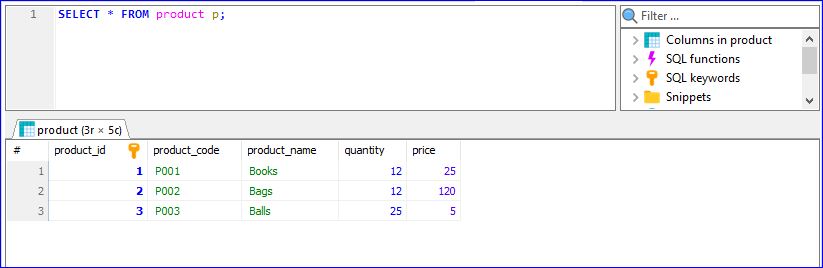 1 SELECT * FROM product p;
Filter ...
Columns in product
SQL functions
SQL keywords
Snippets
product (3r × 5c)
# product_id product_code product_name quantity price
1 1 P001 Books 12 25
2 2 P002 Bags 12 120
3 3 P003 Balls 25 5